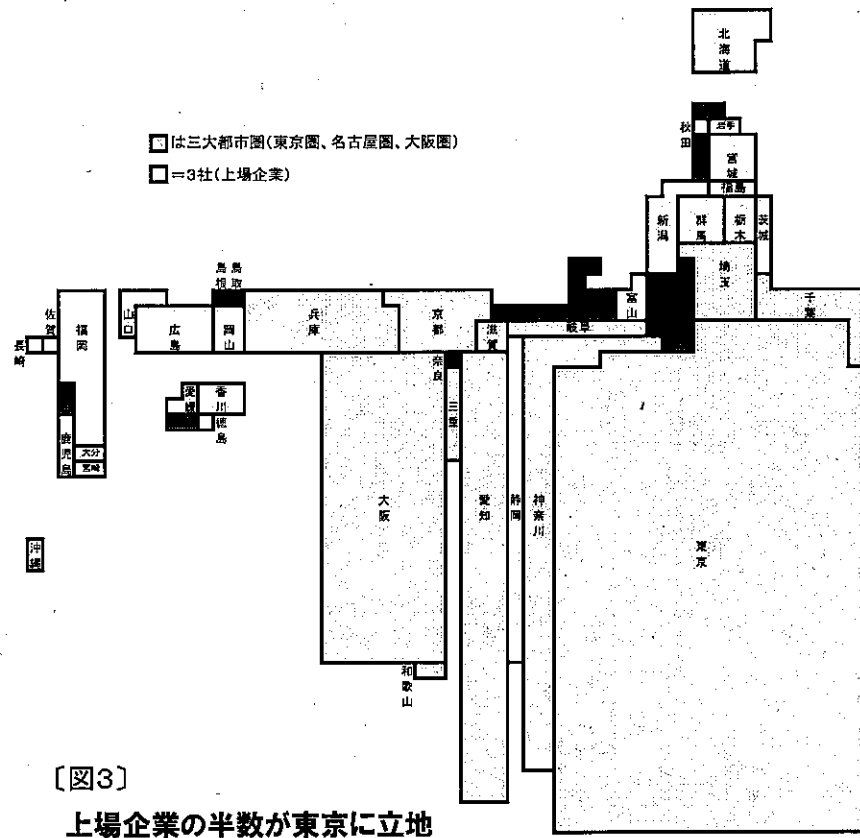 北海道
□は三大都市圏(東京圏、名古屋圏、大阪圏)
□=3社(上場企業)
秋田
岩手
宮城
福島
新潟
群馬
栃木
茨城
埼玉
千葉
富山
島根
鳥取
佐賀
福岡
山口
広島
岡山
兵庫
京都
滋賀
岐阜
長崎
奈良
愛媛
香川
徳島
三重
鹿児島
大分
宮崎
大阪
愛知
静岡
神奈川
東京
沖縄
和歌山
〔図3〕
上場企業の半数が東京に立地